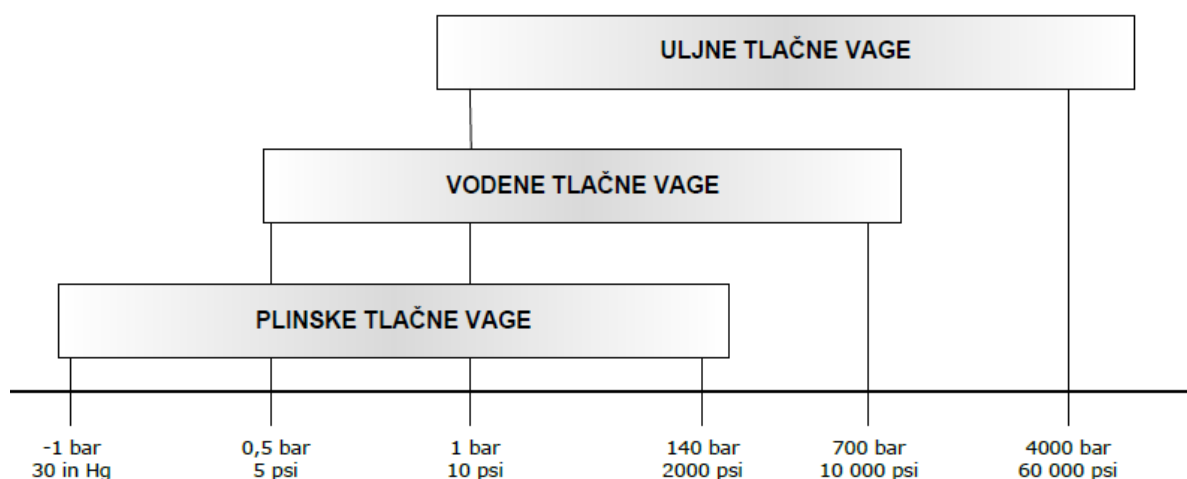 ULJNE TLAČNE VAGE
VODENE TLAČNE VAGE
PLINSKE TLAČNE VAGE
-1 bar 0,5 bar 1 bar 140 bar 700 bar 4000 bar
30 in Hg 5 psi 10 psi 2000 psi 10 000 psi 60 000 psi